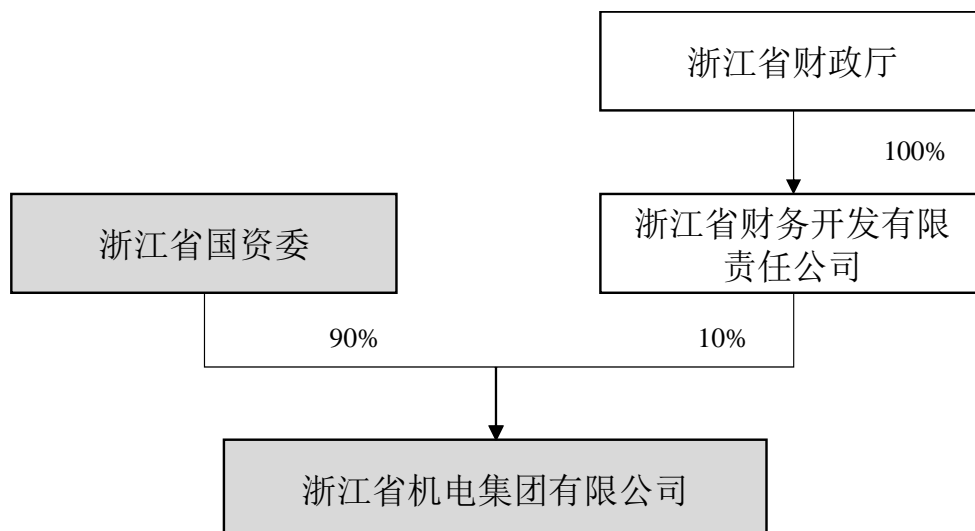 浙江省财政厅
100%
浙江省国资委
浙江省财务开发有限
责任公司
90%
10%
浙江省机电集团有限公司